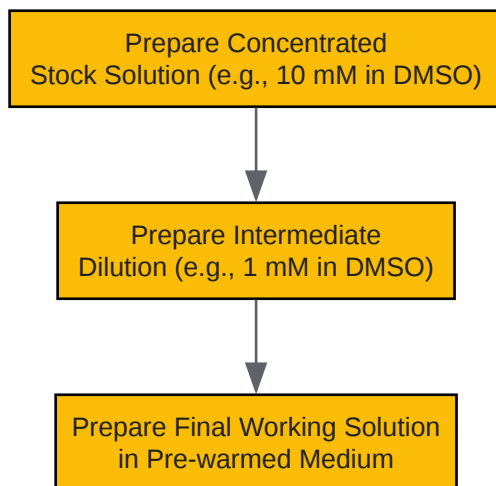 Prepare Concentrated
Stock Solution (e.g., 10 mM in DMSO)
Prepare Intermediate
Dilution (e.g., 1 mM in DMSO)
Prepare Final Working Solution
in Pre-warmed Medium